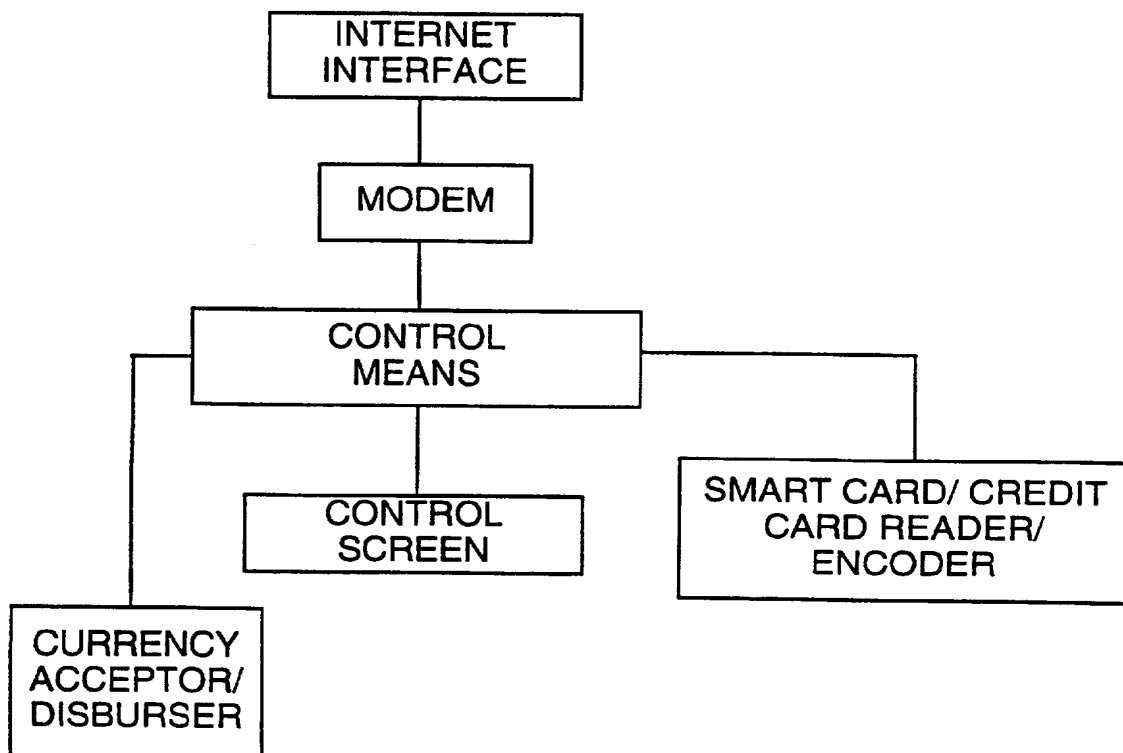 INTERNET
INTERFACE
MODEM
CONTROL
MEANS
CONTROL
SCREEN
SMART CARD/ CREDIT
CARD READER/
ENCODER
CURRENCY
ACCEPTOR/
DISBURSER